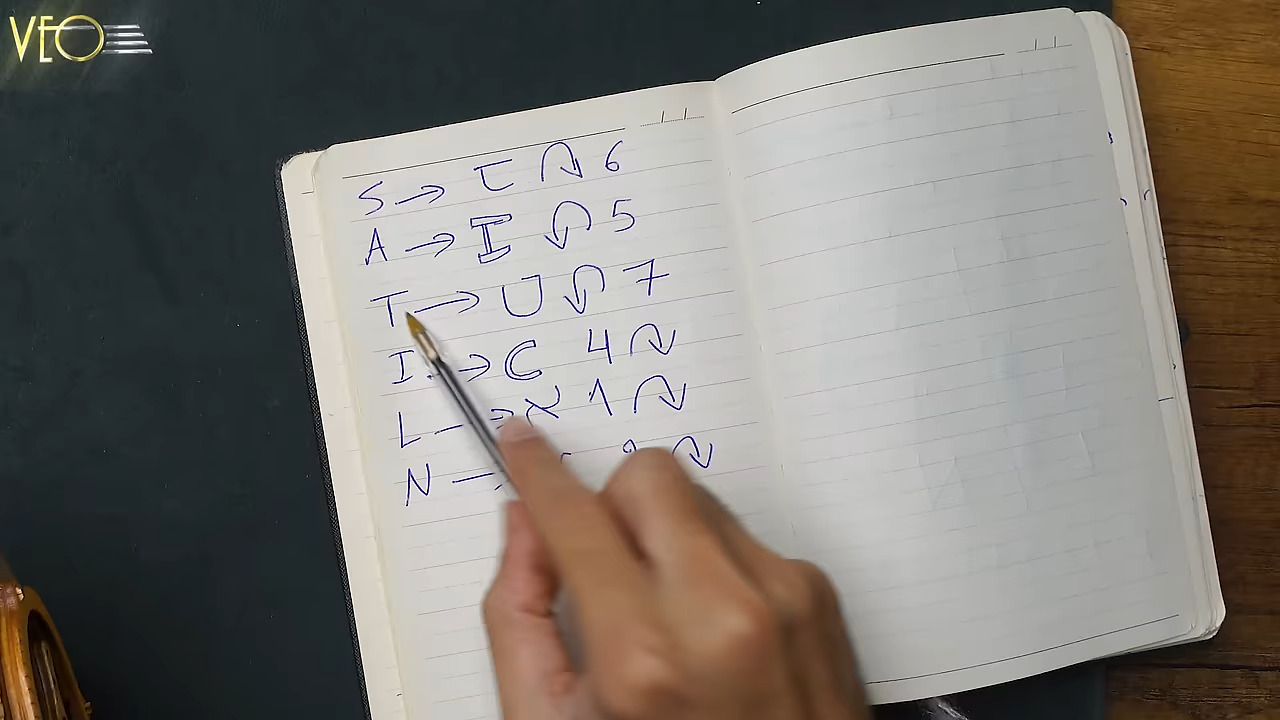 VEO
S → τ 6
A → I 5
T → U 7
I → C 4
L → א 1
N →